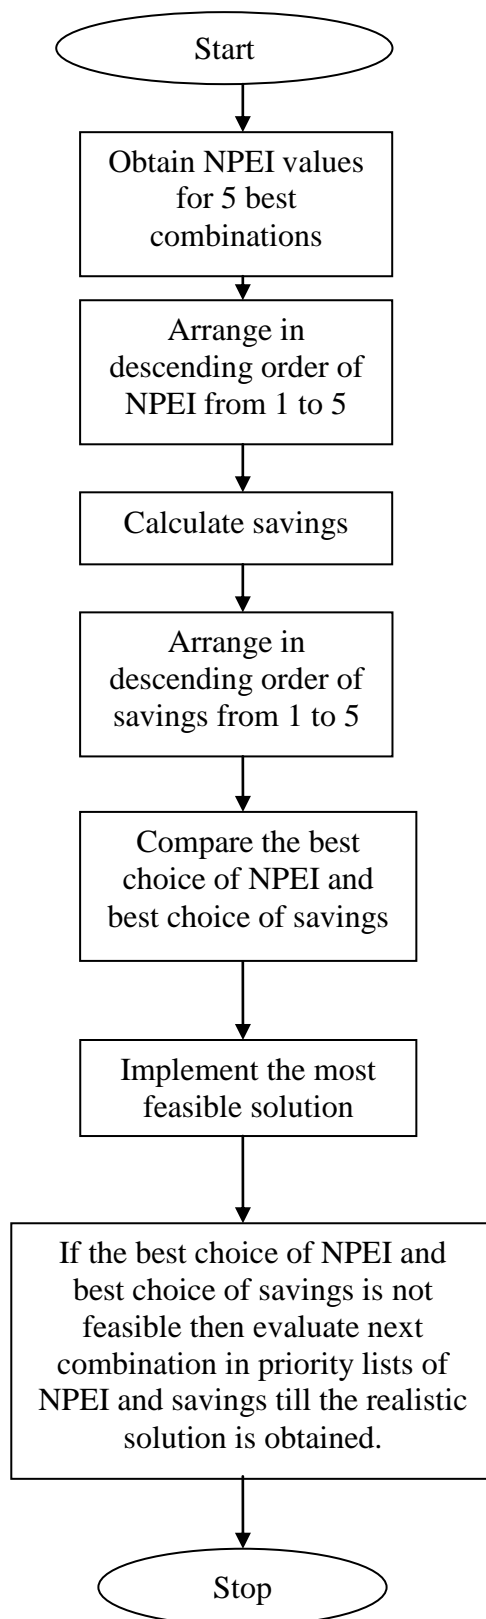 Start
Obtain NPEI values
for 5 best
combinations
Arrange in
descending order of
NPEI from 1 to 5
Calculate savings
Arrange in
descending order of
savings from 1 to 5
Compare the best
choice of NPEI and
best choice of savings
Implement the most
feasible solution
If the best choice of NPEI and
best choice of savings is not
feasible then evaluate next
combination in priority lists of
NPEI and savings till the realistic
solution is obtained.
Stop